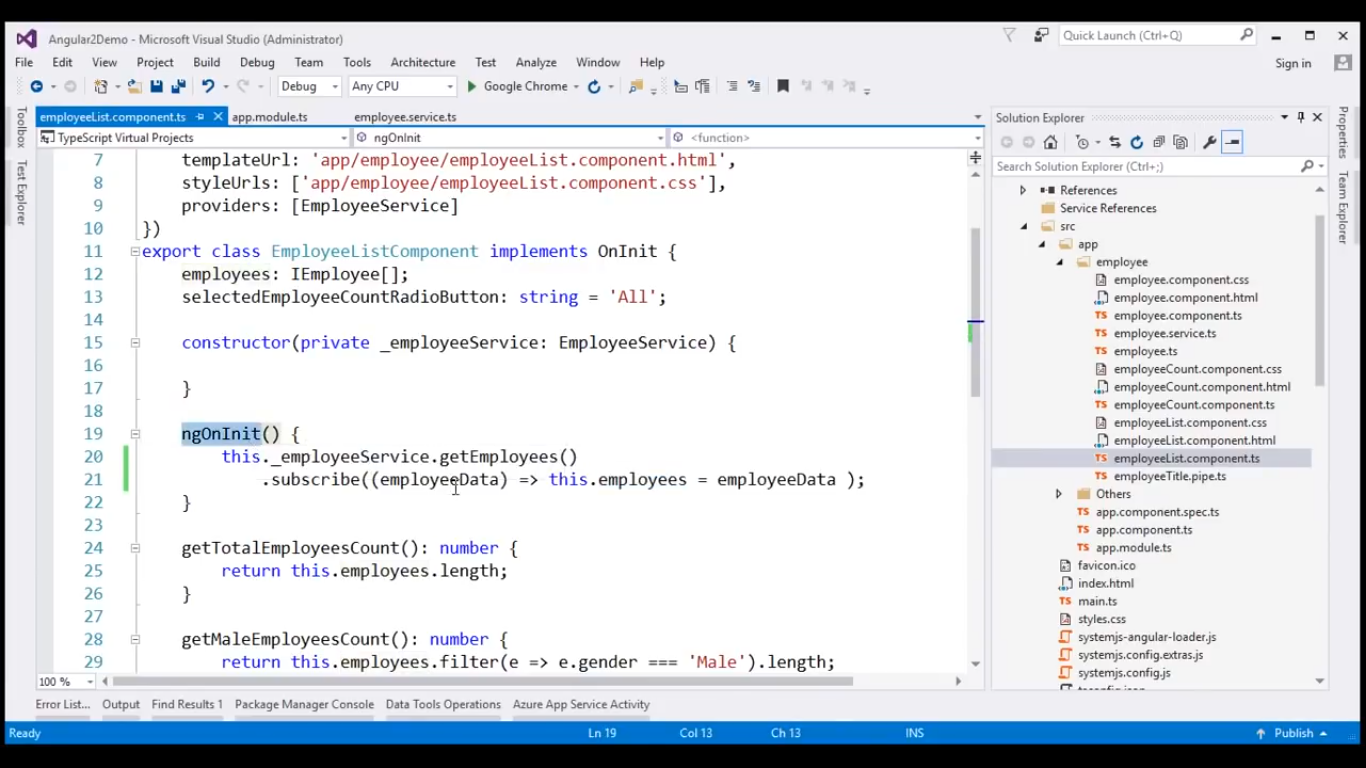 Angular2Demo - Microsoft Visual Studio (Administrator)
Quick Launch (Ctrl+Q)
File Edit View Project Build Debug Team Tools Architecture Test Analyze Window Help
Sign in
Debug Any CPU Google Chrome
employeeList.component.ts app.module.ts employee.service.ts
TypeScript Virtual Projects ngOnInit <function>
7 templateUrl: 'app/employee/employeeList.component.html',
8 styleUrls: ['app/employee/employeeList.component.css'],
9 providers: [EmployeeService]
10 })
11 export class EmployeeListComponent implements OnInit {
12 employees: IEmployee[];
13 selectedEmployeeCountRadioButton: string = 'All';
14
15 constructor(private _employeeService: EmployeeService) {
16
17 }
18
19 ngOnInit() {
20 this._employeeService.getEmployees()
21 .subscribe((employeeData) => this.employees = employeeData );
22 }
23
24 getTotalEmployeesCount(): number {
25 return this.employees.length;
26 }
27
28 getMaleEmployeesCount(): number {
29 return this.employees.filter(e => e.gender === 'Male').length;
100 %
Toolbox
Test Explorer
Solution Explorer
Search Solution Explorer (Ctrl+;)
References
Service References
src
app
employee
employee.component.css
employee.component.html
employee.component.ts
employee.service.ts
employee.ts
employeeCount.component.css
employeeCount.component.html
employeeCount.component.ts
employeeList.component.css
employeeList.component.html
employeeList.component.ts
employeeTitle.pipe.ts
Others
app.component.spec.ts
app.component.ts
app.module.ts
favicon.ico
index.html
main.ts
styles.css
systemjs-angular-loader.js
systemjs.config.extras.js
systemjs.config.js
Properties
Team Explorer
Error List... Output Find Results 1 Package Manager Console Data Tools Operations Azure App Service Activity
Ready Ln 19 Col 13 Ch 13 INS Publish